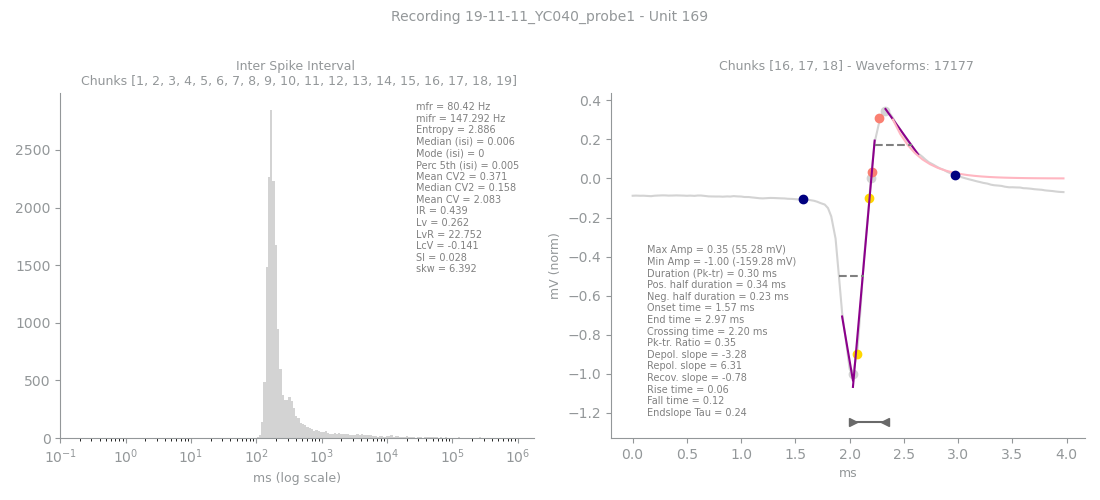 Recording 19-11-11_YC040_probe1 - Unit 169
Inter Spike Interval
Chunks [1, 2, 3, 4, 5, 6, 7, 8, 9, 10, 11, 12, 13, 14, 15, 16, 17, 18, 19]
mfr = 80.42 Hz
mifr = 147.292 Hz
Entropy = 2.886
Median (isi) = 0.006
Mode (isi) = 0
Perc 5th (isi) = 0.005
Mean CV2 = 0.371
Median CV2 = 0.158
Mean CV = 2.083
IR = 0.439
Lv = 0.262
LvR = 22.752
LcV = -0.141
SI = 0.028
skw = 6.392
2500
2000
1500
1000
500
0
10⁻¹ 10⁰ 10¹ 10² 10³ 10⁴ 10⁵ 10⁶
ms (log scale)
Chunks [16, 17, 18] - Waveforms: 17177
mV (norm)
0.4
0.2
0.0
−0.2
−0.4
−0.6
−0.8
−1.0
−1.2
Max Amp = 0.35 (55.28 mV)
Min Amp = -1.00 (-159.28 mV)
Duration (Pk-tr) = 0.30 ms
Pos. half duration = 0.34 ms
Neg. half duration = 0.23 ms
Onset time = 1.57 ms
End time = 2.97 ms
Crossing time = 2.20 ms
Pk-tr. Ratio = 0.35
Depol. slope = -3.28
Repol. slope = 6.31
Recov. slope = -0.78
Rise time = 0.06
Fall time = 0.12
Endslope Tau = 0.24
0.0 0.5 1.0 1.5 2.0 2.5 3.0 3.5 4.0
ms